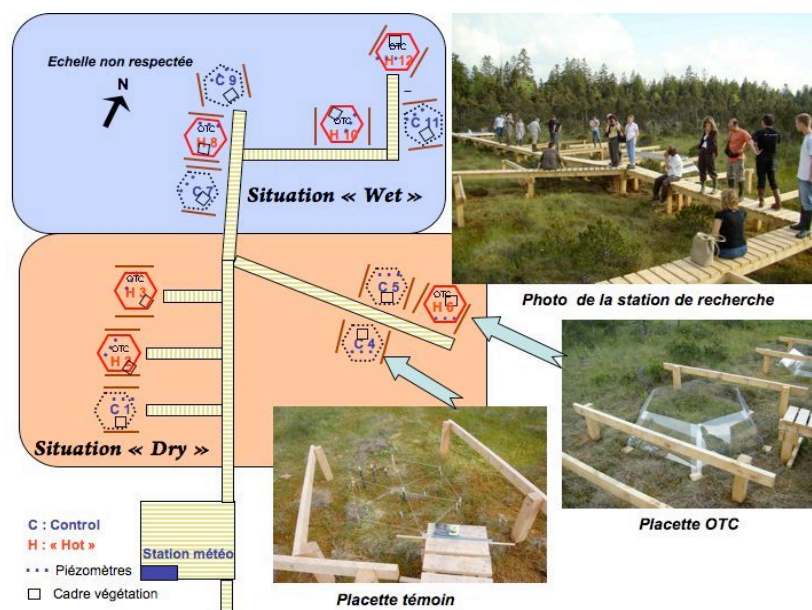 Echelle non respectée
N
C 9
OTC
H 12
OTC
H 8
OTC
H 10
C 11
C 7
Situation « Wet »
Photo de la station de recherche
OTC
H 3
C 5
OTC
H 6
OTC
H 2
C 4
C 1
Situation « Dry »
Placette OTC
C : Control
H : « Hot »
Piézomètres
Cadre végétation
Station météo
Placette témoin